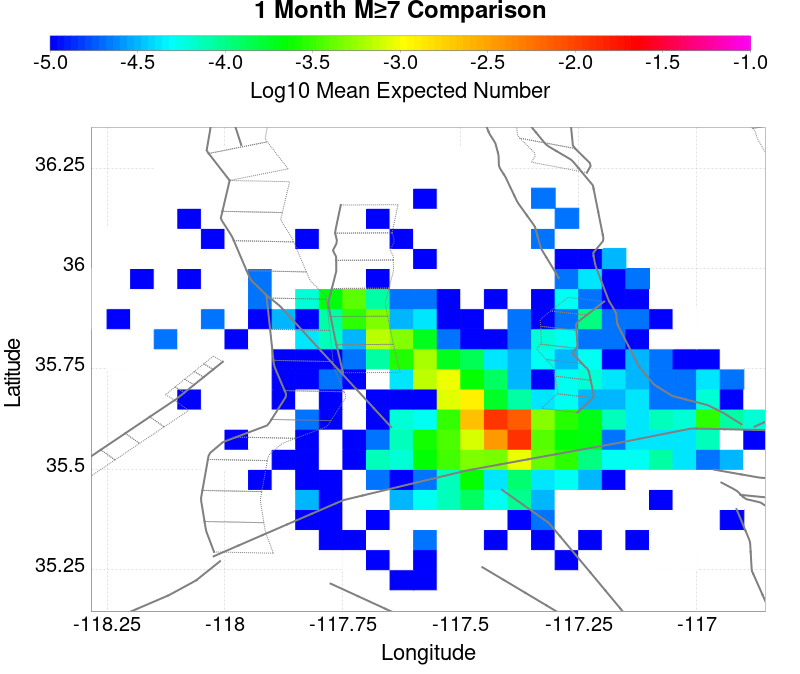 1 Month M≥7 Comparison
-5.0 -4.5 -4.0 -3.5 -3.0 -2.5 -2.0 -1.5 -1.0
Log10 Mean Expected Number
36.25
36
35.75
35.5
35.25
Latitude
-118.25 -118 -117.75 -117.5 -117.25 -117
Longitude